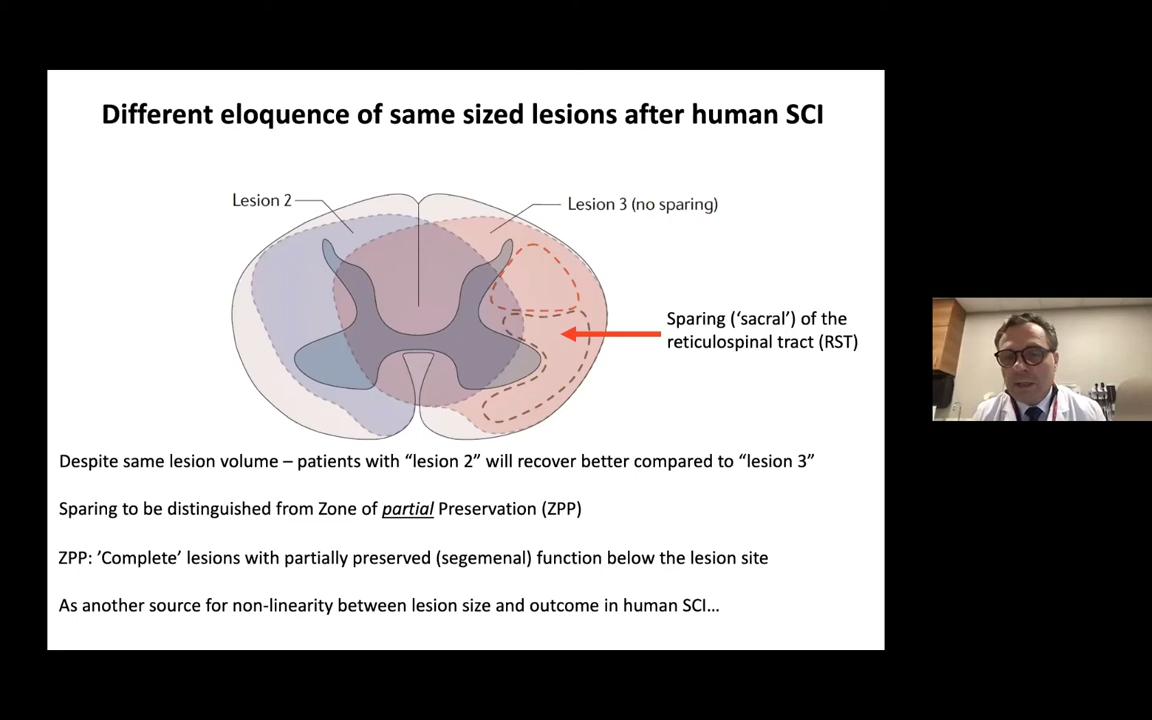 Different eloquence of same sized lesions after human SCI
Lesion 2
Lesion 3 (no sparing)
Sparing (‘sacral’) of the
reticulospinal tract (RST)
Despite same lesion volume – patients with “lesion 2” will recover better compared to “lesion 3”
Sparing to be distinguished from Zone of partial Preservation (ZPP)
ZPP: ’Complete’ lesions with partially preserved (segemenal) function below the lesion site
As another source for non-linearity between lesion size and outcome in human SCI…